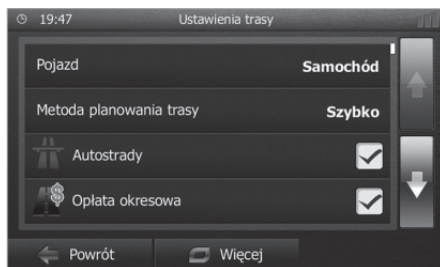 19:47 Ustawienia trasy
Pojazd Samochód
Metoda planowania trasy Szybko
Autostrady
Opłata okresowa
Powrót Więcej